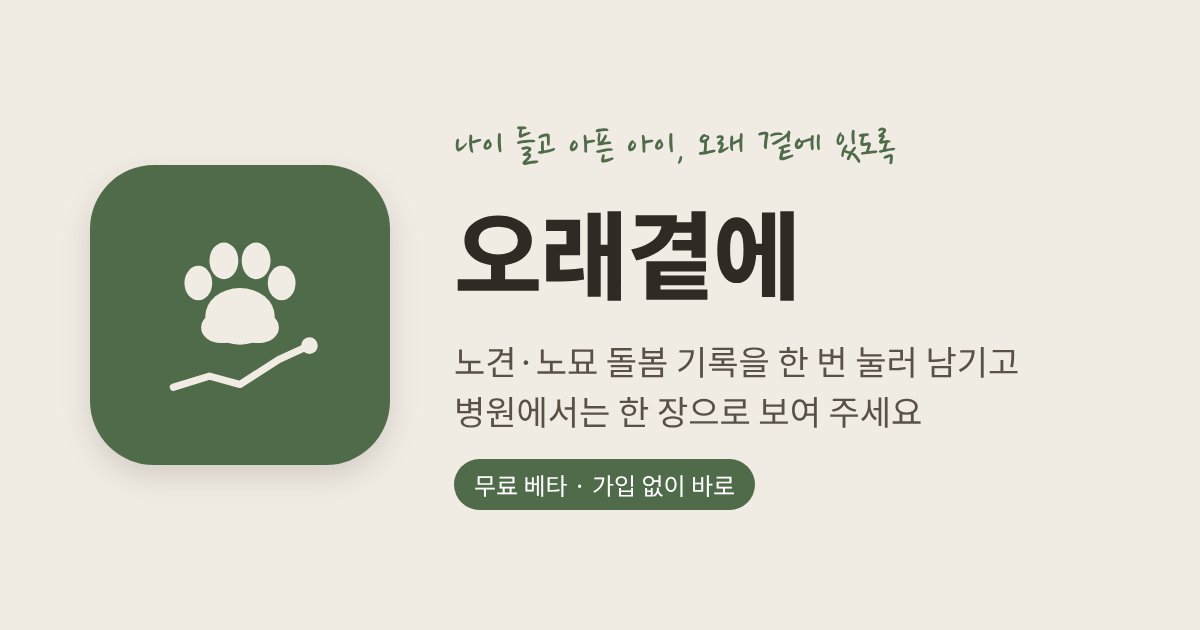 나이 들고 아픈 아이, 오래 곁에 있도록
오래곁에
노견·노묘 돌봄 기록을 한 번 눌러 남기고
병원에서는 한 장으로 보여 주세요
무료 베타 · 가입 없이 바로